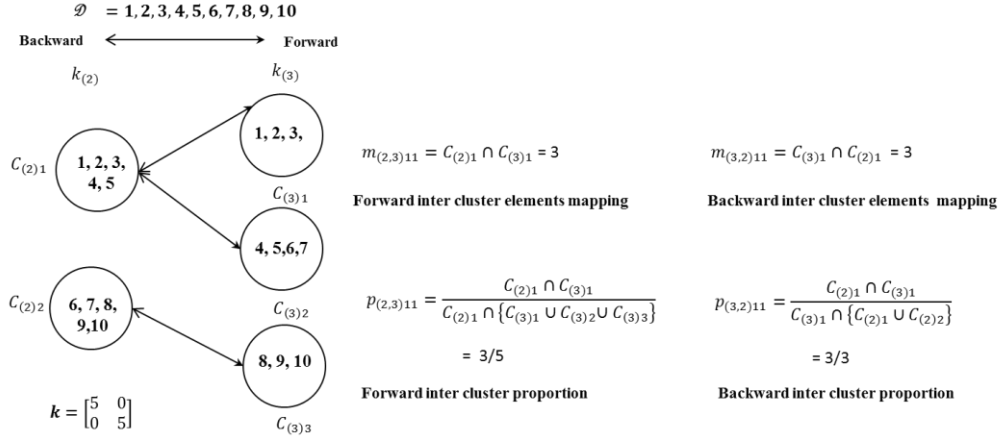 𝒟 = 1, 2, 3, 4, 5, 6, 7, 8, 9, 10
Backward Forward
k(2) k(3)
C(2)1
1, 2, 3,
4, 5
1, 2, 3,
C(3)1
4, 5,6,7
C(3)2
C(2)2
6, 7, 8,
9,10
8, 9, 10
C(3)3
k = [5 0
0 5]
m(2,3)11 = C(2)1 ∩ C(3)1 = 3
Forward inter cluster elements mapping
p(2,3)11 = C(2)1 ∩ C(3)1
C(2)1 ∩ {C(3)1 ∪ C(3)2 ∪ C(3)3}
= 3/5
Forward inter cluster proportion
m(3,2)11 = C(3)1 ∩ C(2)1 = 3
Backward inter cluster elements mapping
p(3,2)11 = C(2)1 ∩ C(3)1
C(3)1 ∩ {C(2)1 ∪ C(2)2}
= 3/3
Backward inter cluster proportion